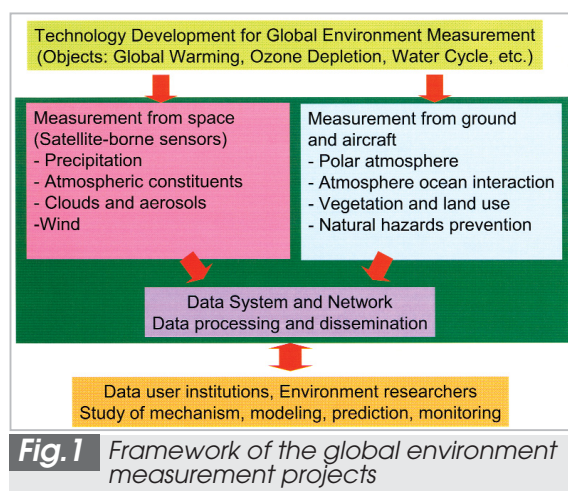 Technology Development for Global Environment Measurement
(Objects: Global Warming, Ozone Depletion, Water Cycle, etc.)
Measurement from space
(Satellite-borne sensors)
- Precipitation
- Atmospheric constituents
- Clouds and aerosols
-Wind
Measurement from ground
and aircraft
- Polar atmosphere
- Atmosphere ocean interaction
- Vegetation and land use
- Natural hazards prevention
Data System and Network
Data processing and dissemination
Data user institutions, Environment researchers
Study of mechanism, modeling, prediction, monitoring
Fig.1 Framework of the global environment
measurement projects